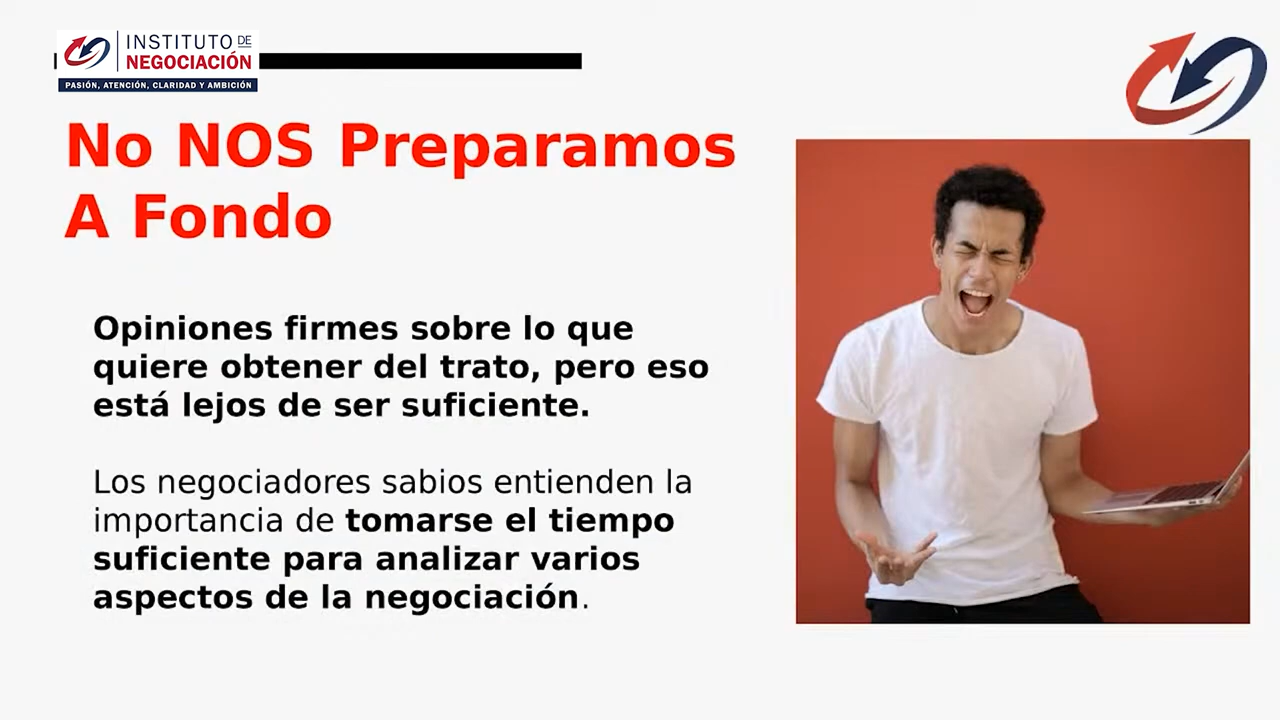 INSTITUTO DE
NEGOCIACIÓN
PASIÓN, ATENCIÓN, CLARIDAD Y AMBICIÓN
No NOS Preparamos
A Fondo
Opiniones firmes sobre lo que
quiere obtener del trato, pero eso
está lejos de ser suficiente.
Los negociadores sabios entienden la
importancia de tomarse el tiempo
suficiente para analizar varios
aspectos de la negociación.